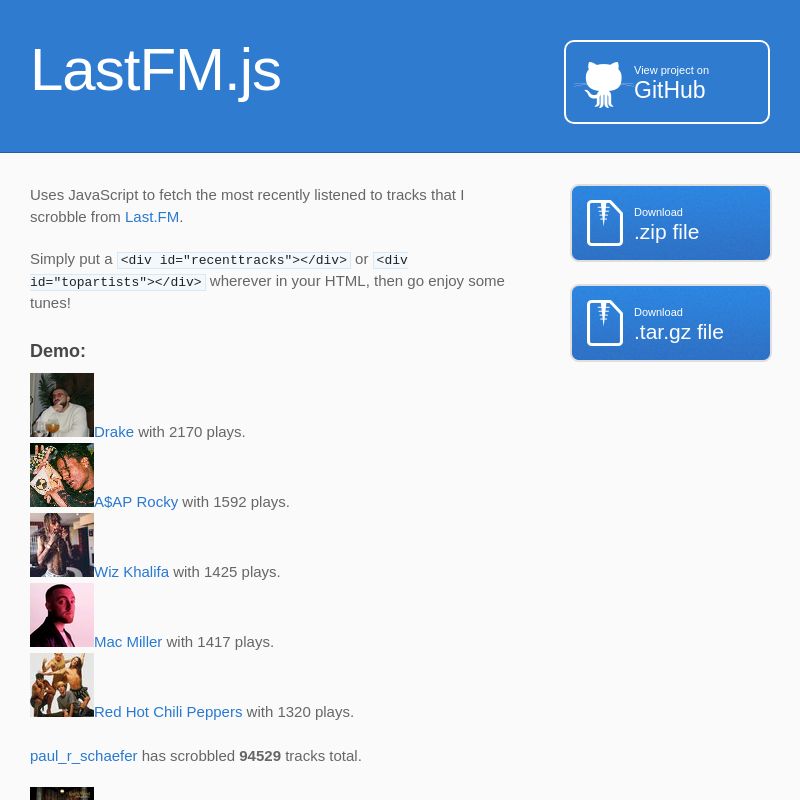 LastFM.js
View project on
GitHub
Uses JavaScript to fetch the most recently listened to tracks that I
scrobble from Last.FM.
Simply put a <div id="recenttracks"></div> or <div
id="topartists"></div> wherever in your HTML, then go enjoy some
tunes!
Download
.zip file
Download
.tar.gz file
Demo:
Drake with 2170 plays.
A$AP Rocky with 1592 plays.
Wiz Khalifa with 1425 plays.
Mac Miller with 1417 plays.
Red Hot Chili Peppers with 1320 plays.
paul_r_schaefer has scrobbled 94529 tracks total.